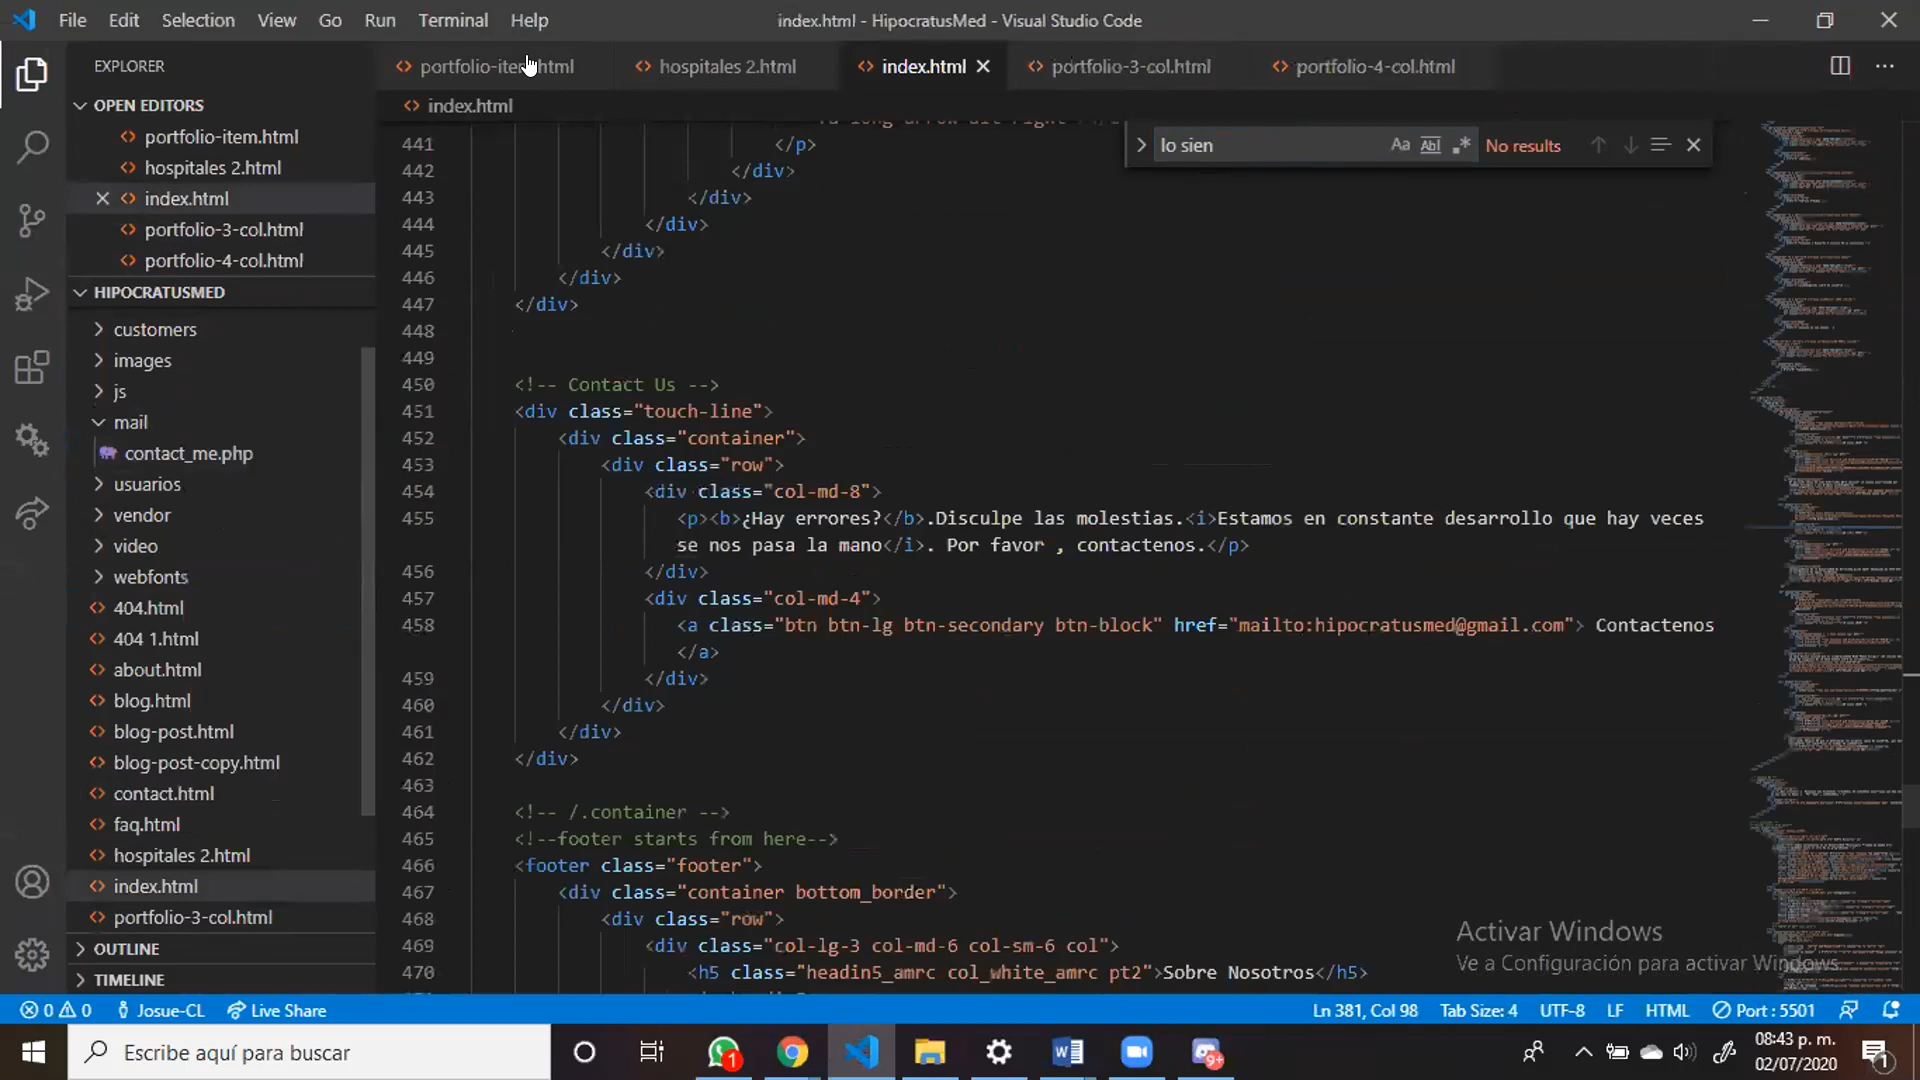 File Edit Selection View Go Run Terminal Help
index.html - HipocratusMed - Visual Studio Code
EXPLORER
OPEN EDITORS
portfolio-item.html
hospitales 2.html
index.html
portfolio-3-col.html
portfolio-4-col.html
HIPOCRATUSMED
customers
images
js
mail
contact_me.php
usuarios
vendor
video
webfonts
404.html
404 1.html
about.html
blog.html
blog-post.html
blog-post-copy.html
contact.html
faq.html
hospitales 2.html
index.html
portfolio-3-col.html
OUTLINE
TIMELINE
hospitales 2.html index.html portfolio-3-col.html portfolio-4-col.html
index.html
lo sien Aa Abl .* No results
441 </p>
442 </div>
443 </div>
444 </div>
445 </div>
446 </div>
447 </div>
448
449
450 <!-- Contact Us -->
451 <div class="touch-line">
452 <div class="container">
453 <div class="row">
454 <div class="col-md-8">
455 <p><b>¿Hay errores?</b>.Disculpe las molestias.<i>Estamos en constante desarrollo que hay veces
se nos pasa la mano</i>. Por favor , contactenos.</p>
456 </div>
457 <div class="col-md-4">
458 <a class="btn btn-lg btn-secondary btn-block" href="mailto:hipocratusmed@gmail.com"> Contactenos
</a>
459 </div>
460 </div>
461 </div>
462 </div>
463
464 <!-- /.container -->
465 <!--footer starts from here-->
466 <footer class="footer">
467 <div class="container bottom_border">
468 <div class="row">
469 <div class="col-lg-3 col-md-6 col-sm-6 col">
470 <h5 class="headin5_amrc col_white_amrc pt2">Sobre Nosotros</h5>
Activar Windows
Ve a Configuración para activar Windows.
0 0 Josue-CL Live Share
Ln 381, Col 98 Tab Size: 4 UTF-8 LF HTML Port : 5501
Escribe aquí para buscar
1
9+
08:43 p. m.
02/07/2020
1